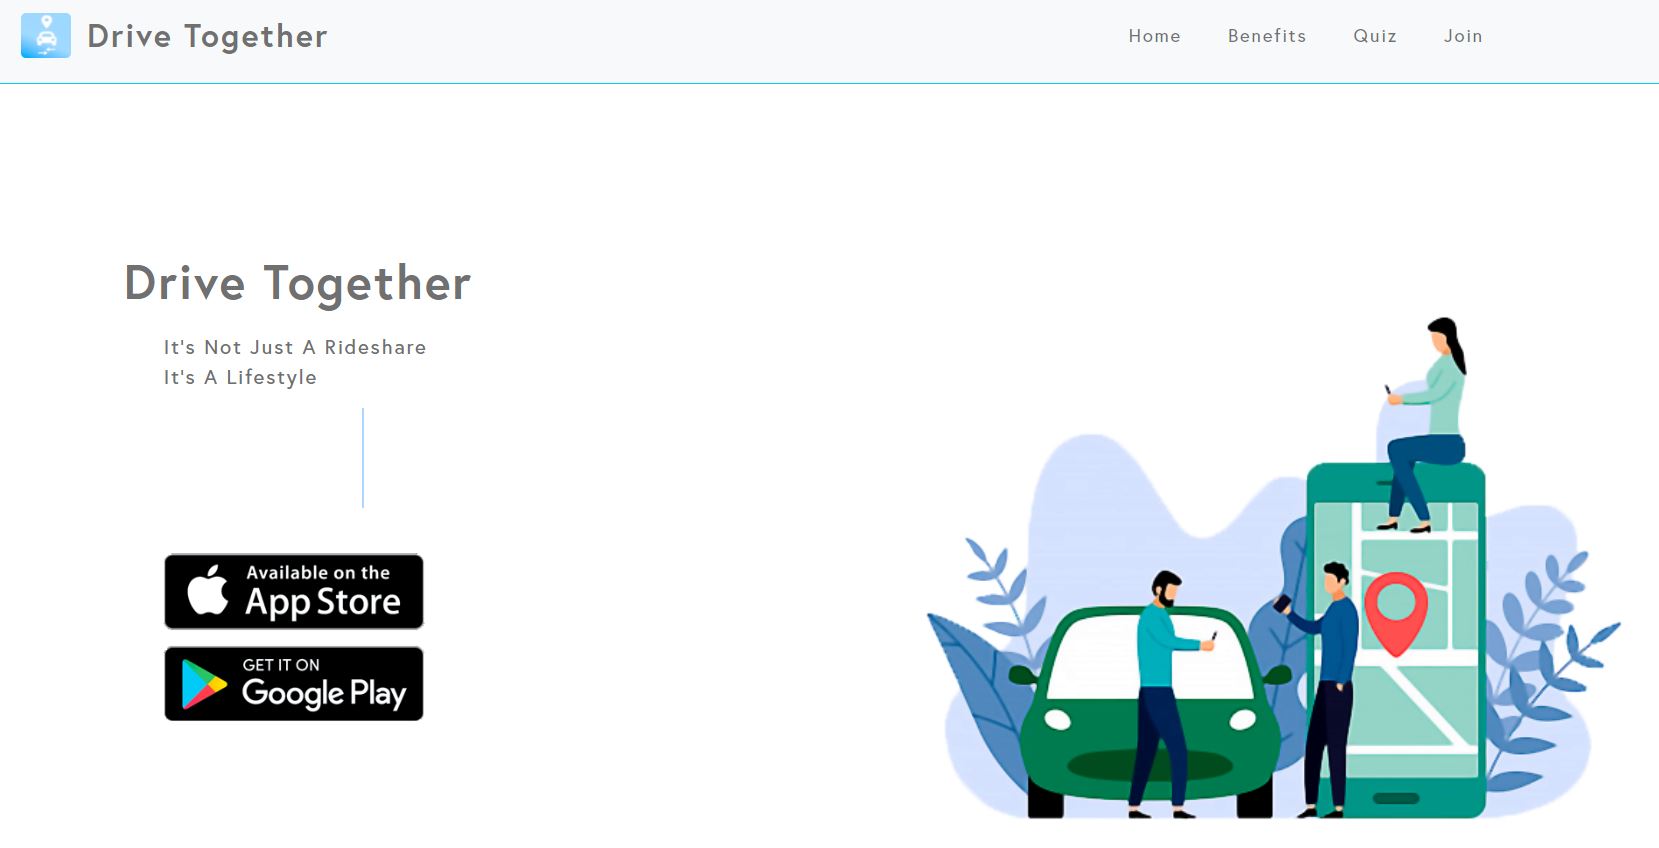 Drive Together
Home Benefits Quiz Join
Drive Together
It's Not Just A Rideshare
It's A Lifestyle
Available on the
App Store
GET IT ON
Google Play